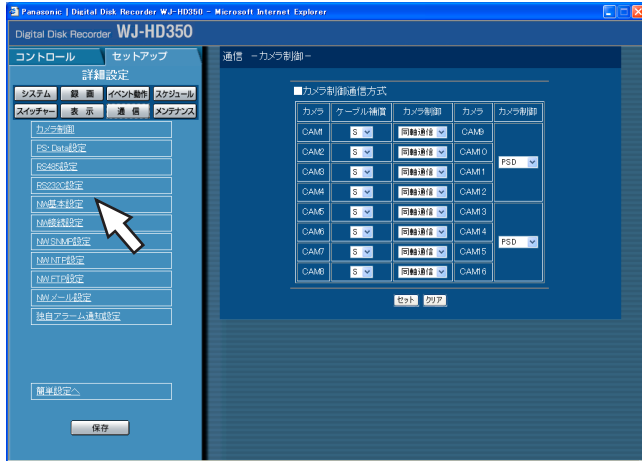 Panasonic | Digital Disk Recorder WJ-HD350 - Microsoft Internet Explorer
Digital Disk Recorder WJ-HD350
コントロール
セットアップ
詳細設定
システム 録 画 イベント動作 スケジュール
スイッチャー 表 示 通 信 メンテナンス
カメラ制御
PS・Data設定
RS485設定
RS232C設定
NW基本設定
NW接続設定
NW SNMP設定
NW NTP設定
NW FTP設定
NWメール設定
独自アラーム通知設定
簡単設定へ
保存
通信 －カメラ制御－
■カメラ制御通信方式
カメラ ケーブル補償 カメラ制御 カメラ カメラ制御
CAM1 S 同軸通信 CAM9
CAM2 S 同軸通信 CAM10
PSD
CAM3 S 同軸通信 CAM11
CAM4 S 同軸通信 CAM12
CAM5 S 同軸通信 CAM13
CAM6 S 同軸通信 CAM14
PSD
CAM7 S 同軸通信 CAM15
CAM8 S 同軸通信 CAM16
セット クリア